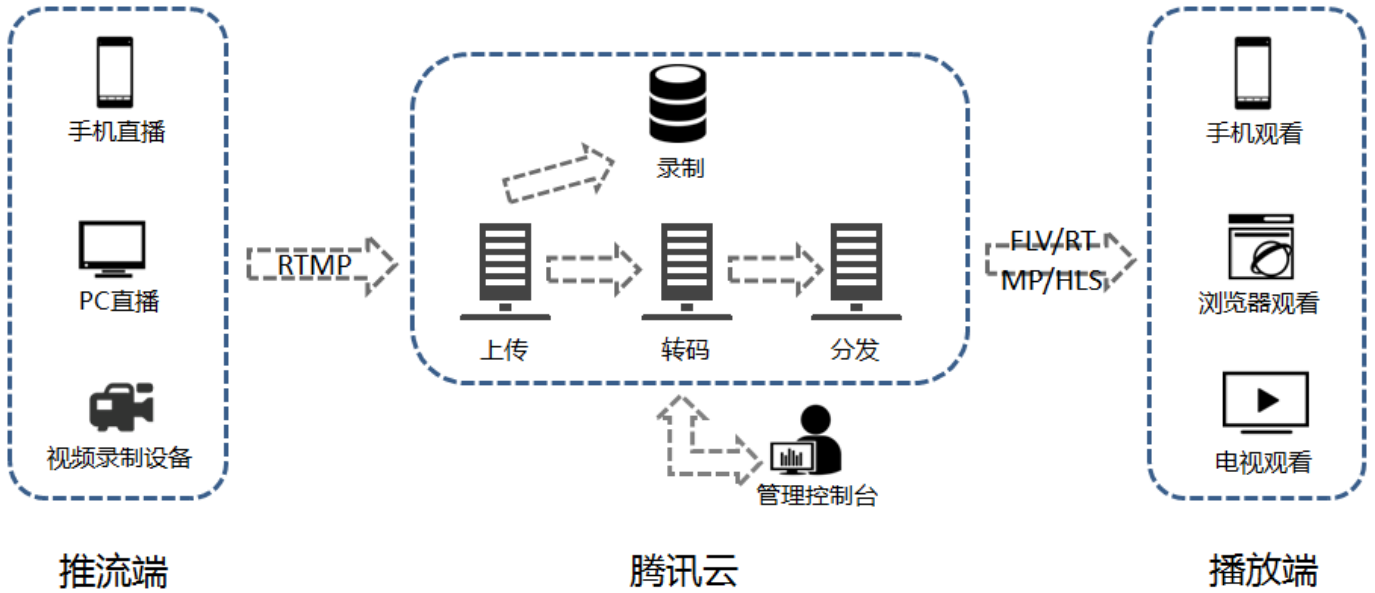 手机直播
PC直播
视频录制设备
推流端
RTMP
录制
上传
转码
分发
管理控制台
腾讯云
FLV/RT
MP/HLS
手机观看
浏览器观看
电视观看
播放端